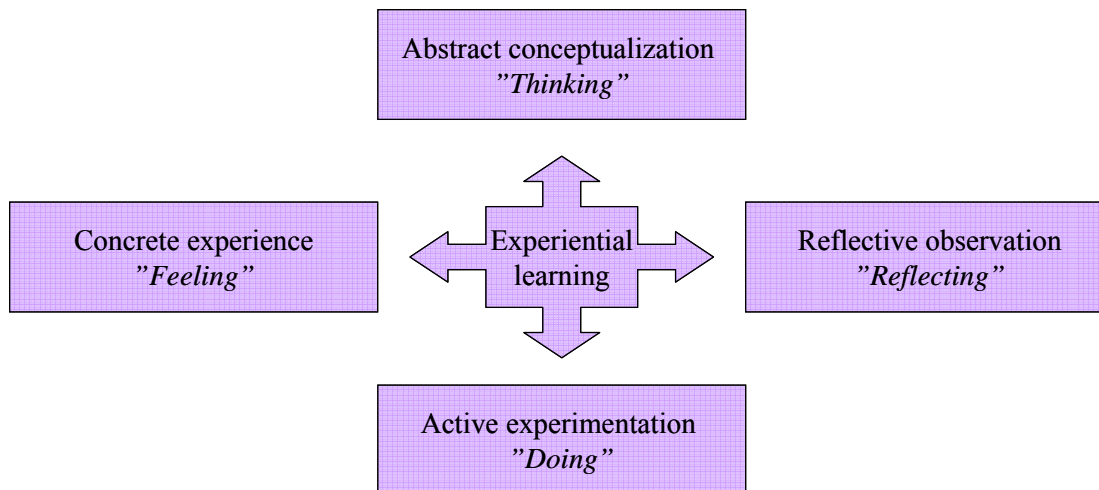 Abstract conceptualization
”Thinking”
Concrete experience
”Feeling”
Experiential
learning
Reflective observation
”Reflecting”
Active experimentation
”Doing”